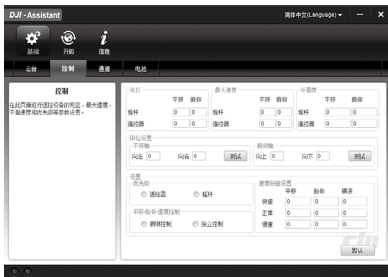 DJI - Assistant 简体中文(Language)
基础 升级 信息
云台 控制 通道 电池
控制
在此页面进行遥控设备的死区、最大速度、
平滑度和优先级等参数设置。
死区 最大速度 平滑度
平移 俯仰 平移 俯仰 平移 俯仰
摇杆 0 0 摇杆 0 0 摇杆 0 0
遥控器 0 0 遥控器 0 0 遥控器 0 0
限位设置
平移轴 俯仰轴
向左 0 向右 0 测试 向上 0 向下 0 测试
设置
优先级 速度按钮设置
遥控器 摇杆 平移 俯仰 横滚
快速 0 0 0
平移/俯仰 速度控制 正常 0 0 0
拥绑控制 独立控制 慢速 0 0 0
默认